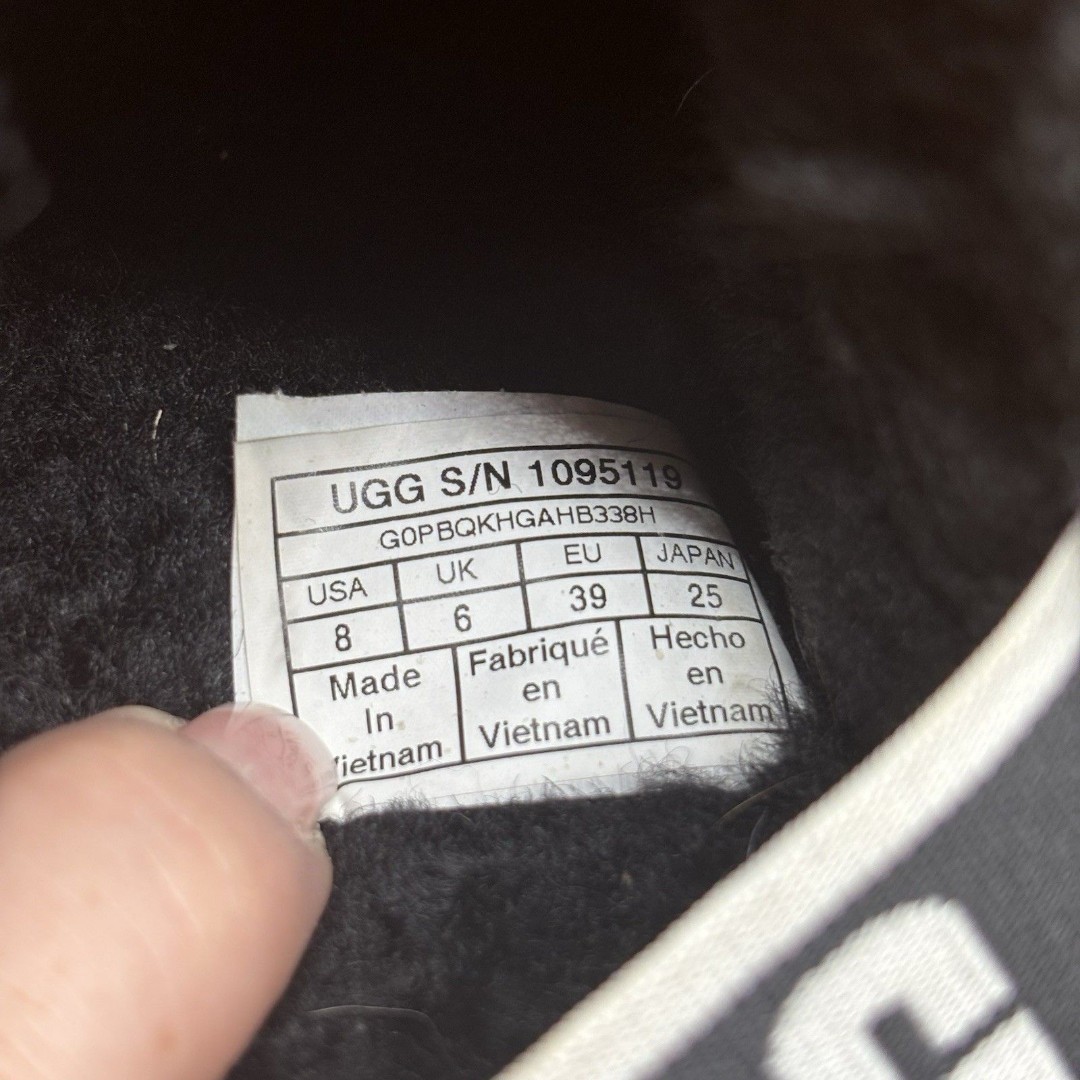 UGG S/N 1095119
G0PBQKHGAHB338H
USA UK EU JAPAN
8 6 39 25
Made
In
Vietnam
Fabriqué
en
Vietnam
Hecho
en
Vietnam
G